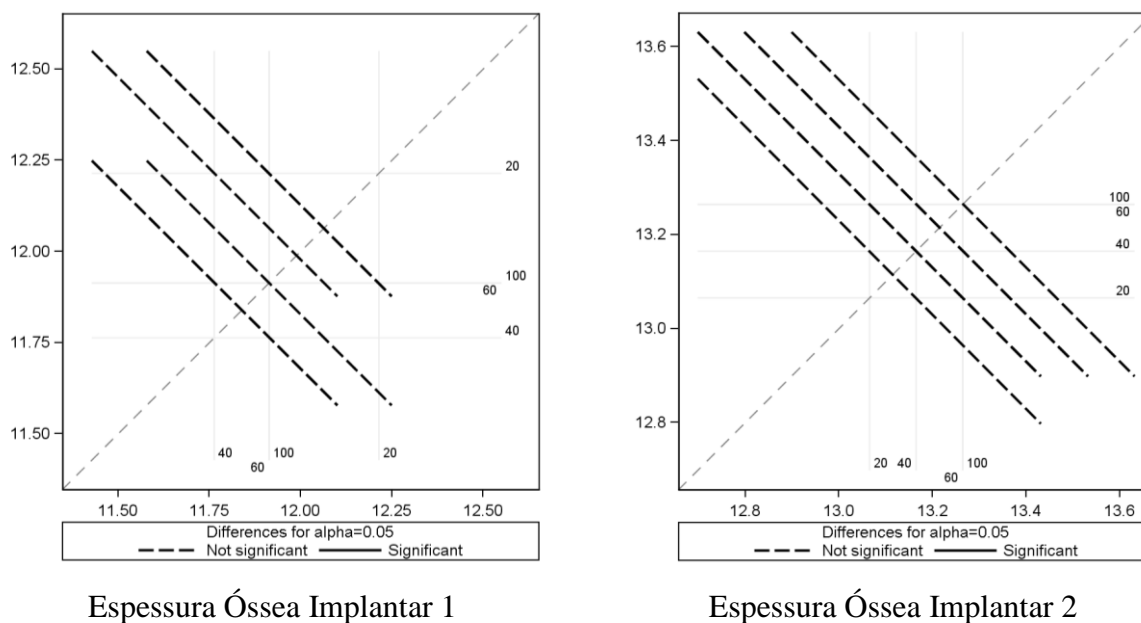 12.50
12.25
12.00
11.75
11.50
20
100
60
40
40
100
20
60
11.50 11.75 12.00 12.25 12.50
Differences for alpha=0.05
Not significant Significant
Espessura Óssea Implantar 1
13.6
13.4
13.2
13.0
12.8
100
60
40
20
20 40 100
60
12.8 13.0 13.2 13.4 13.6
Differences for alpha=0.05
Not significant Significant
Espessura Óssea Implantar 2